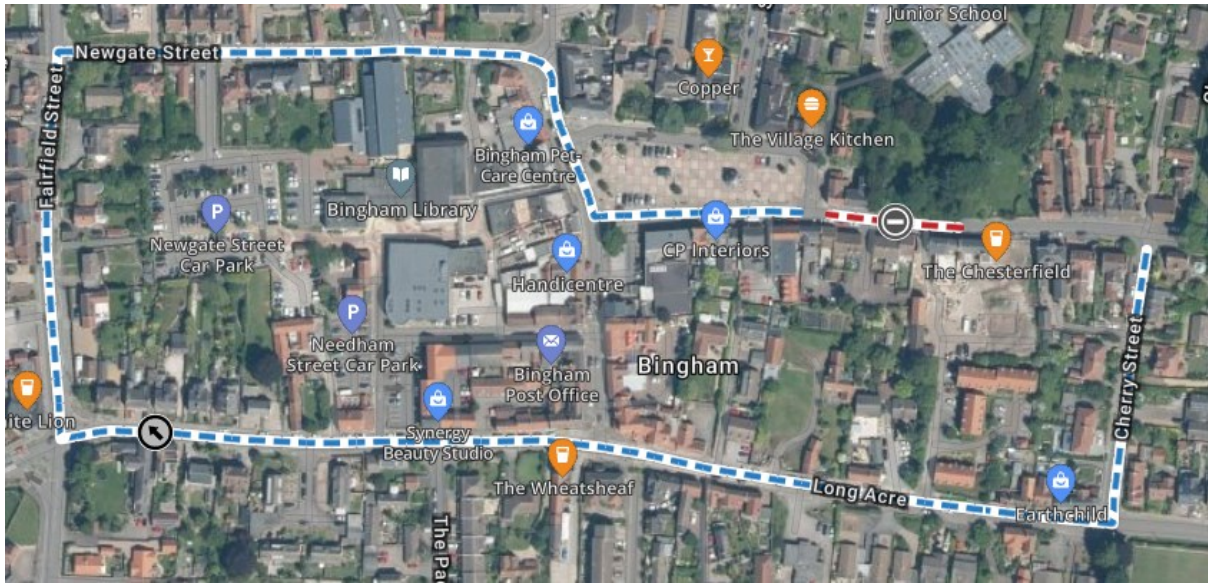 Junior School
Newgate Street
Copper
The Village Kitchen
Fairfield Street
Bingham Pet-
Care Centre
Bingham Library
P
Newgate Street
Car Park
CP Interiors
Handicentre
The Chesterfield
P
Needham
Street Car Park
Bingham
Bingham
Post Office
Cherry Street
ite Lion
Synergy
Beauty Studio
The Wheatsheaf
Long Acre
Earthchild
The Pa